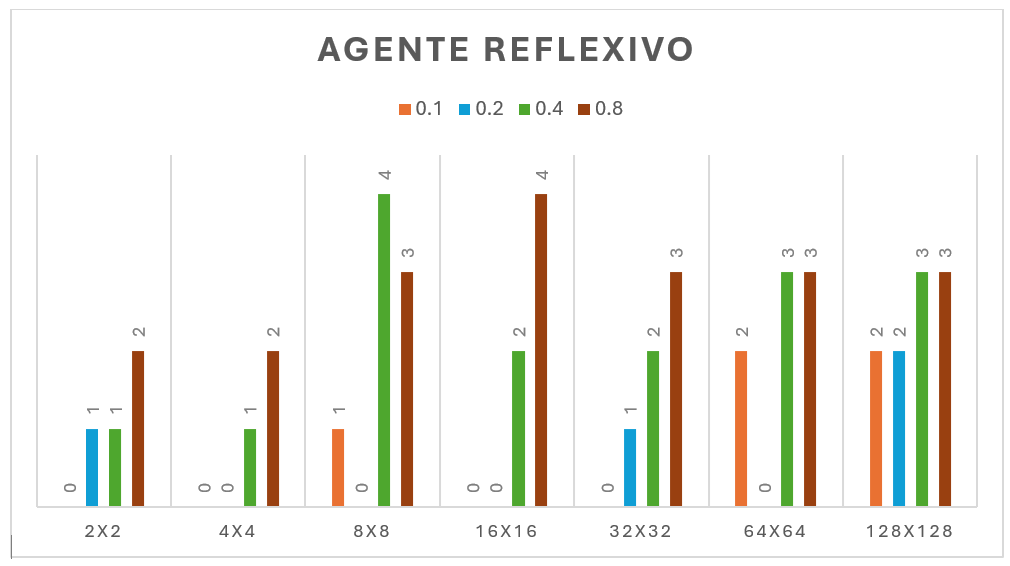 AGENTE REFLEXIVO
0.1 0.2 0.4 0.8
0 1 1 2
0 0 1 2
1 0 4 3
0 0 2 4
0 1 2 3
2 0 3 3
2 2 3 3
2X2 4X4 8X8 16X16 32X32 64X64 128X128